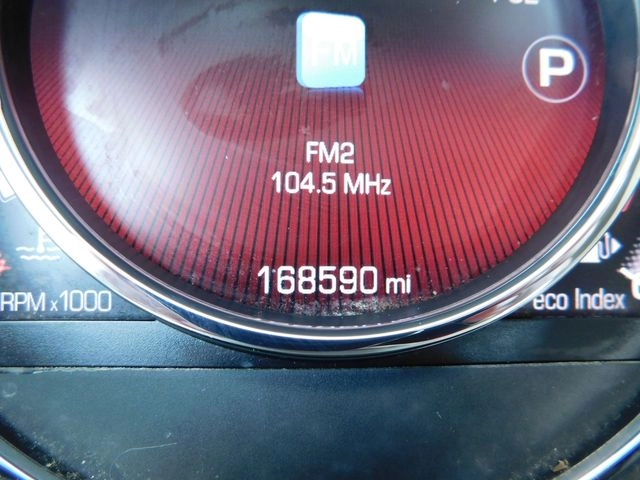 FM
P
FM2
104.5 MHz
168590 mi
RPM x1000
eco Index